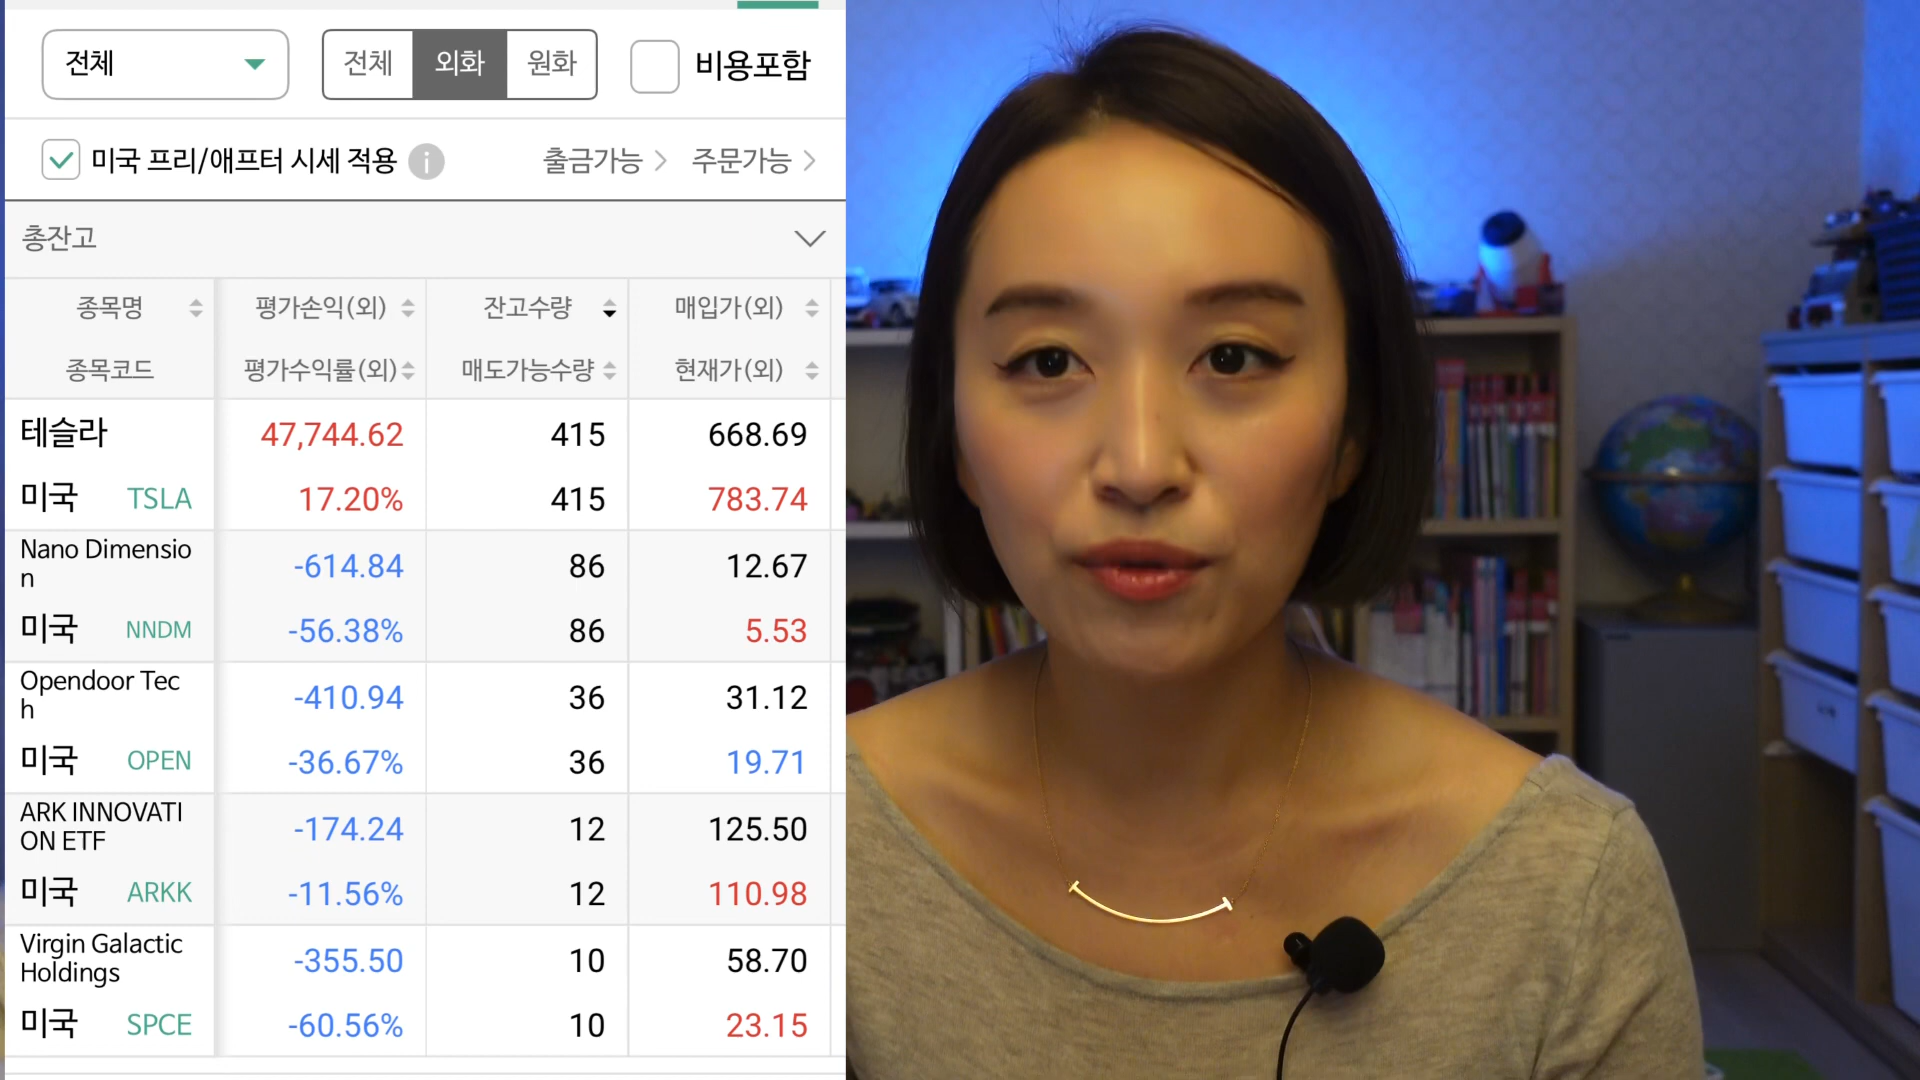 전체
전체 외화 원화
비용포함
미국 프리/애프터 시세 적용 i
출금가능 > 주문가능 >
총잔고
종목명 평가손익(외) 잔고수량 매입가(외)
종목코드 평가수익률(외) 매도가능수량 현재가(외)
테슬라 47,744.62 415 668.69
미국 TSLA 17.20% 415 783.74
Nano Dimensio
n
-614.84 86 12.67
미국 NNDM -56.38% 86 5.53
Opendoor Tec
h
-410.94 36 31.12
미국 OPEN -36.67% 36 19.71
ARK INNOVATI
ON ETF
-174.24 12 125.50
미국 ARKK -11.56% 12 110.98
Virgin Galactic
Holdings
-355.50 10 58.70
미국 SPCE -60.56% 10 23.15